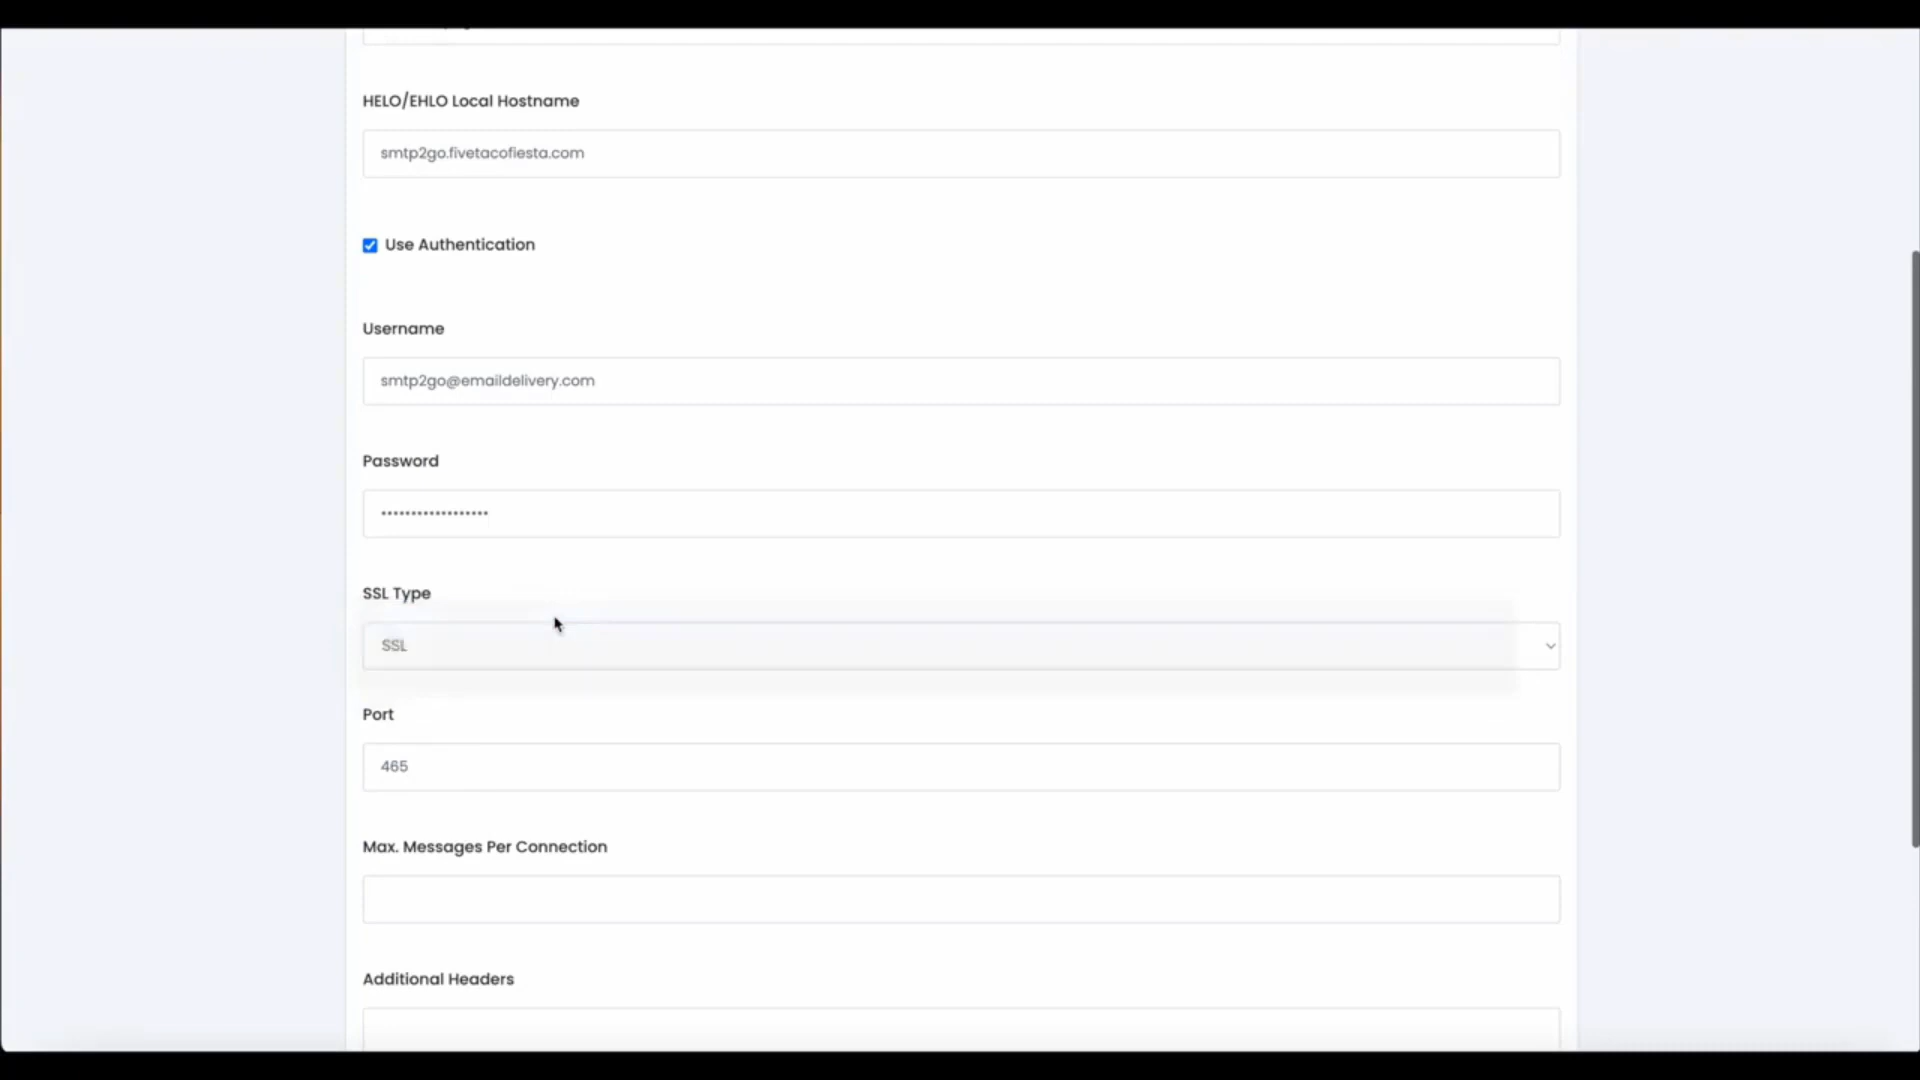 HELO/EHLO Local Hostname
smtp2go.fivetacofiesta.com
Use Authentication
Username
smtp2go@emaildelivery.com
Password
••••••••••••••••••
SSL Type
SSL
Port
465
Max. Messages Per Connection
Additional Headers